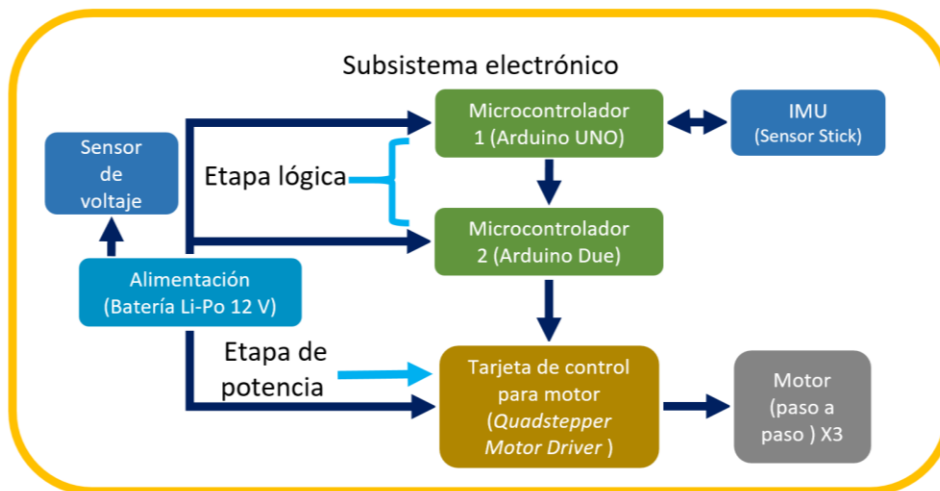 Subsistema electrónico
Microcontrolador
1 (Arduino UNO)
IMU
(Sensor Stick)
Sensor
de
voltaje
Etapa lógica
Microcontrolador
2 (Arduino Due)
Alimentación
(Batería Li-Po 12 V)
Etapa de
potencia
Tarjeta de control
para motor
(Quadstepper
Motor Driver )
Motor
(paso a
paso ) X3